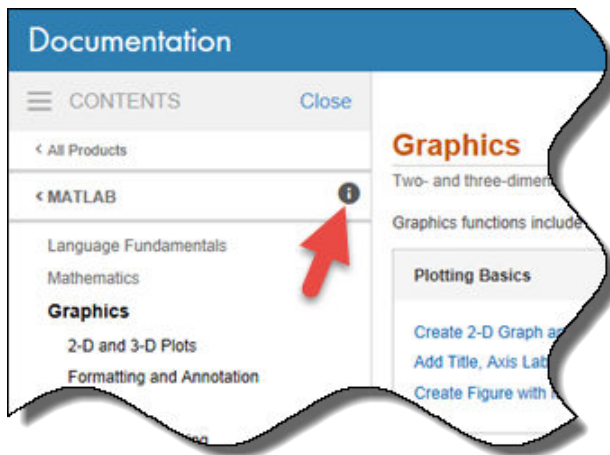 Documentation
CONTENTS
Close
< All Products
< MATLAB
Language Fundamentals
Mathematics
Graphics
2-D and 3-D Plots
Formatting and Annotation
Graphics
Two- and three-dimen
Graphics functions include
Plotting Basics
Create 2-D Graph
Add Title, Axis
Create Figure with